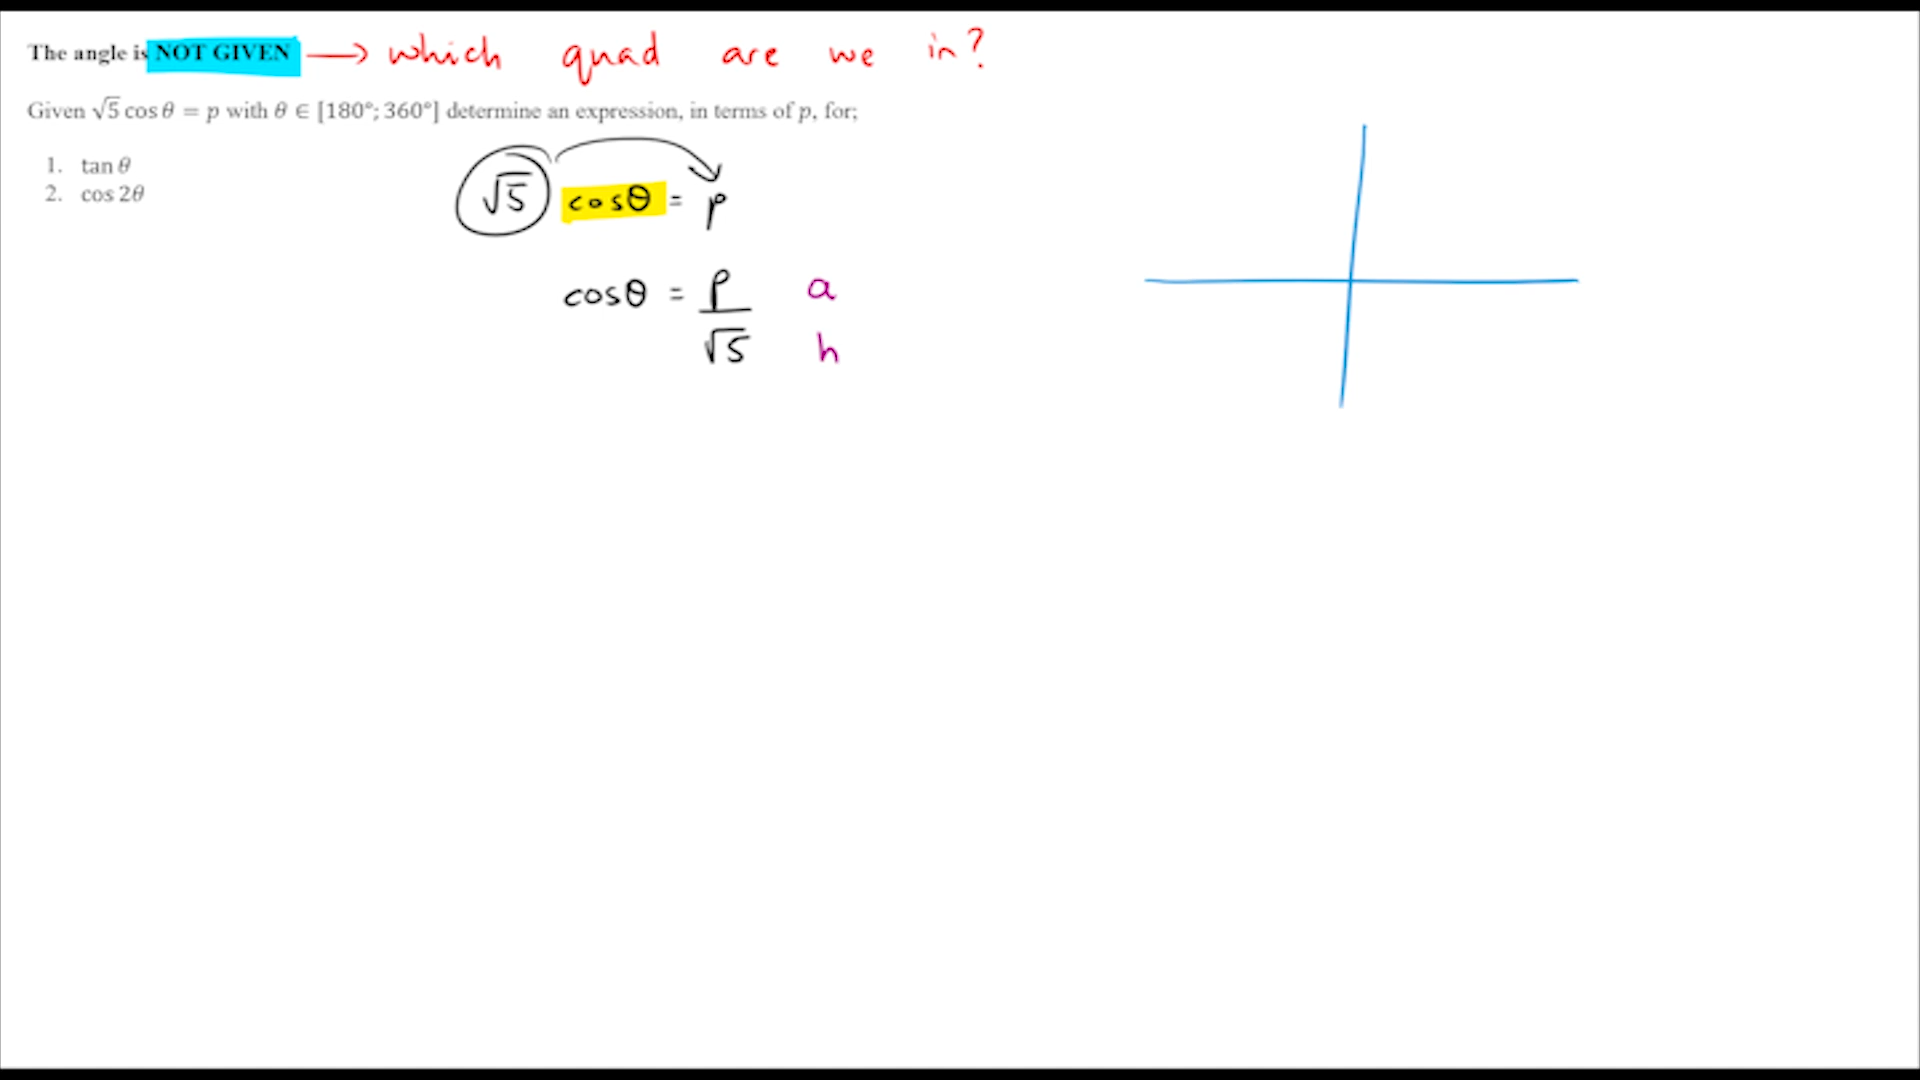 The angle is NOT GIVEN → which quad are we in?
Given √5 cos θ = p with θ ∈ [180°; 360°] determine an expression, in terms of p, for;
1. tan θ
2. cos 2θ
√5 cosθ = p
cosθ = p/√5 a h